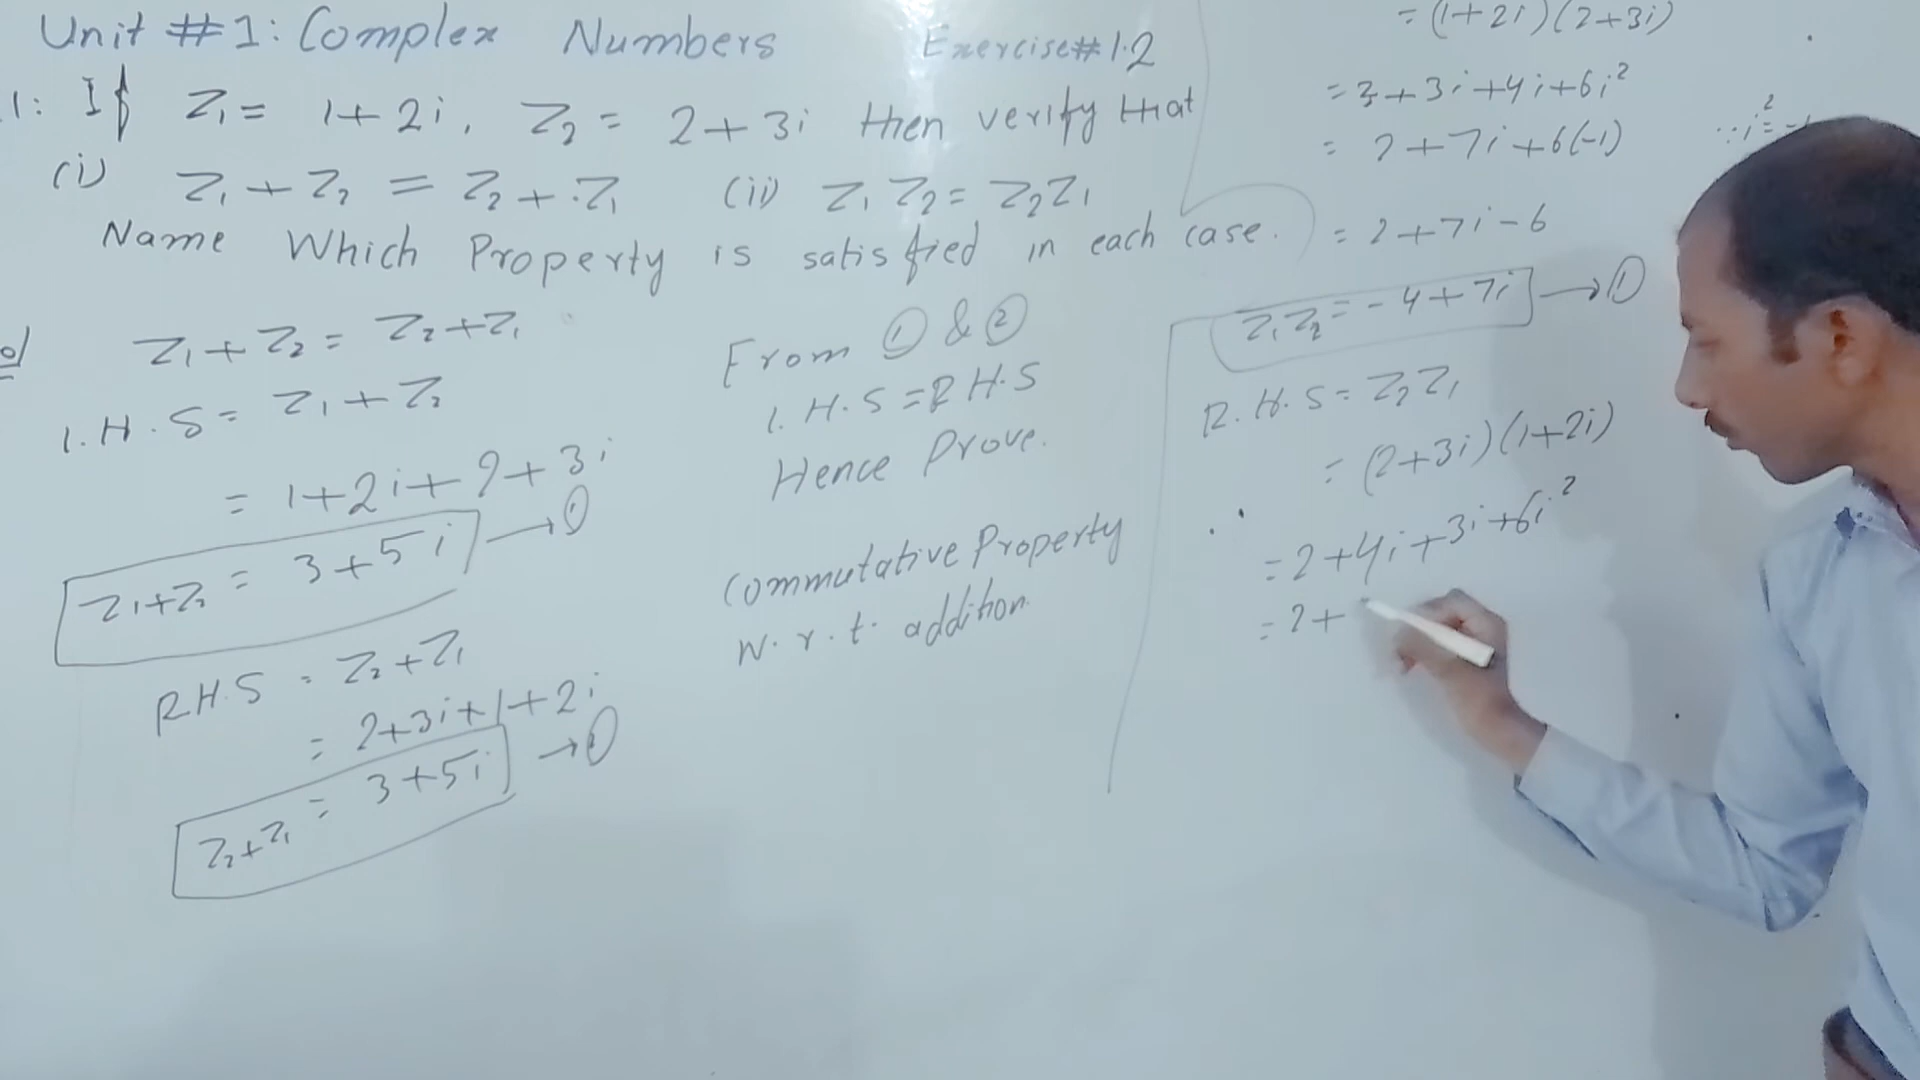 Unit #1: Complex Numbers Exercise#1.2
1: If Z₁ = 1+2i, Z₂ = 2+3i then verify that
(i) Z₁+Z₂ = Z₂+Z₁ (ii) Z₁Z₂ = Z₂Z₁
Name Which Property is satisfied in each case.
Z₁+Z₂ = Z₂+Z₁
L.H.S = Z₁+Z₂
= 1+2i+2+3i
Z₁+Z₂ = 3+5i → ①
R.H.S = Z₂+Z₁
= 2+3i+1+2i
Z₂+Z₁ = 3+5i →
From ① & ②
L.H.S = R.H.S
Hence Prove.
Commutative Property
w.r.t. addition
= (1+2i)(2+3i)
= 2+3i+4i+6i²
= 2+7i+6(-1) ∵ i² = -1
= 2+7i-6
Z₁Z₂ = -4+7i → ①
R.H.S = Z₂Z₁
= (2+3i)(1+2i)
= 2+4i+3i+6i²
= 2+